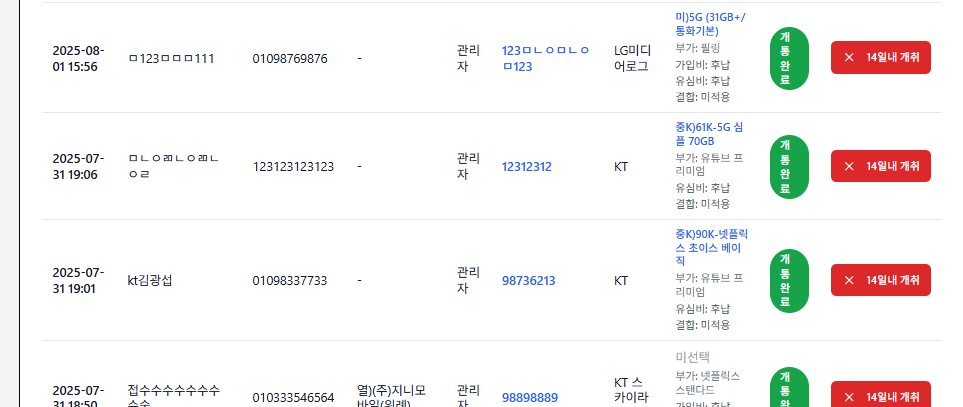 2025-08-
01 15:56
ㅁ123ㅁㅁㅁ111
01098769876
-
관리
자
123ㅁㄴㅇㅁㄴㅇ
ㅁ123
LG미디
어로그
미)5G (31GB+/
통화기본)
부가: 필링
가입비: 후납
유심비: 후납
결합: 미적용
개
통
완
료
× 14일내 개취
2025-07-
31 19:06
ㅁㄴㅇㄻㄴㅇㄻㄴ
ㅇㄹ
123123123123
-
관리
자
12312312
KT
중K)61K-5G 심
플 70GB
부가: 유튜브 프
리미엄
유심비: 후납
결합: 미적용
개
통
완
료
× 14일내 개취
2025-07-
31 19:01
kt김광섭
01098337733
-
관리
자
98736213
KT
중K)90K-넷플릭
스 초이스 베이
직
부가: 유튜브 프
리미엄
유심비: 후납
결합: 미적용
개
통
완
료
× 14일내 개취
2025-07-
31 18:50
접수수수수수수수
수숭
010333546564
열)(주)지니모
바일(원레)
관리
자
98898889
KT 스
카이라
미선택
부가: 넷플릭스
스탠다드
가입비: 후납
개
통
× 14일내 개취